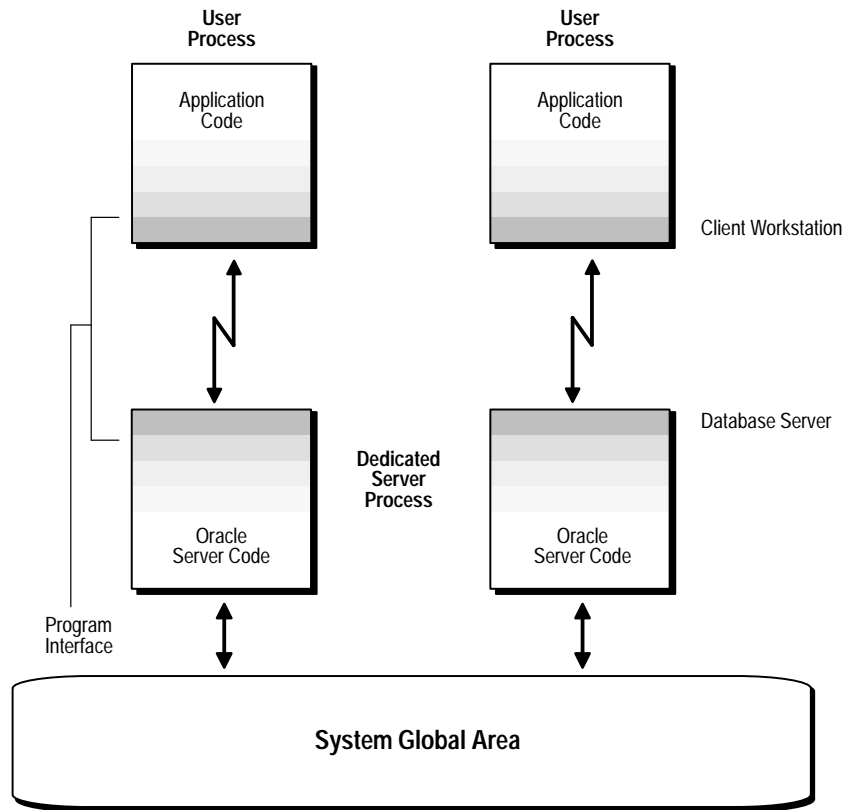 User
Process
User
Process
Application
Code
Application
Code
Client Workstation
Database Server
Dedicated
Server
Process
Oracle
Server Code
Oracle
Server Code
Program
Interface
System Global Area